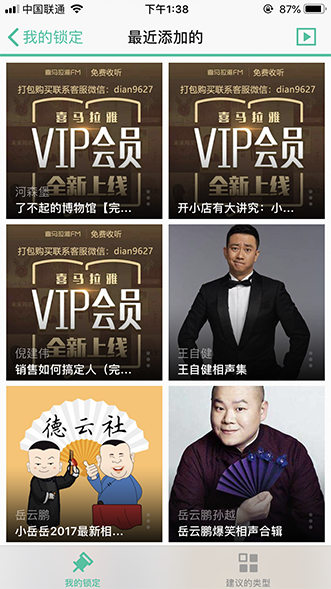 中国联通
下午1:38
87%
我的锁定
最近添加的
喜马拉雅FM 免费收听
打包购买联系客服微信：dian9627
喜马拉雅
VIP会员
全新上线
河森堡
了不起的博物馆【完...
喜马拉雅FM 免费收听
打包购买联系客服微信：dian9627
喜马拉雅
VIP会员
全新上线
开小店有大讲究：小...
打包购买联系客服微信：dian9627
喜马拉雅
VIP会员
全新上线
倪建伟
销售如何搞定人（完...
王自健
王自健相声集
德云社
岳云鹏
小岳岳2017最新相...
岳云鹏孙越
岳云鹏爆笑相声合辑
我的锁定
建议的类型